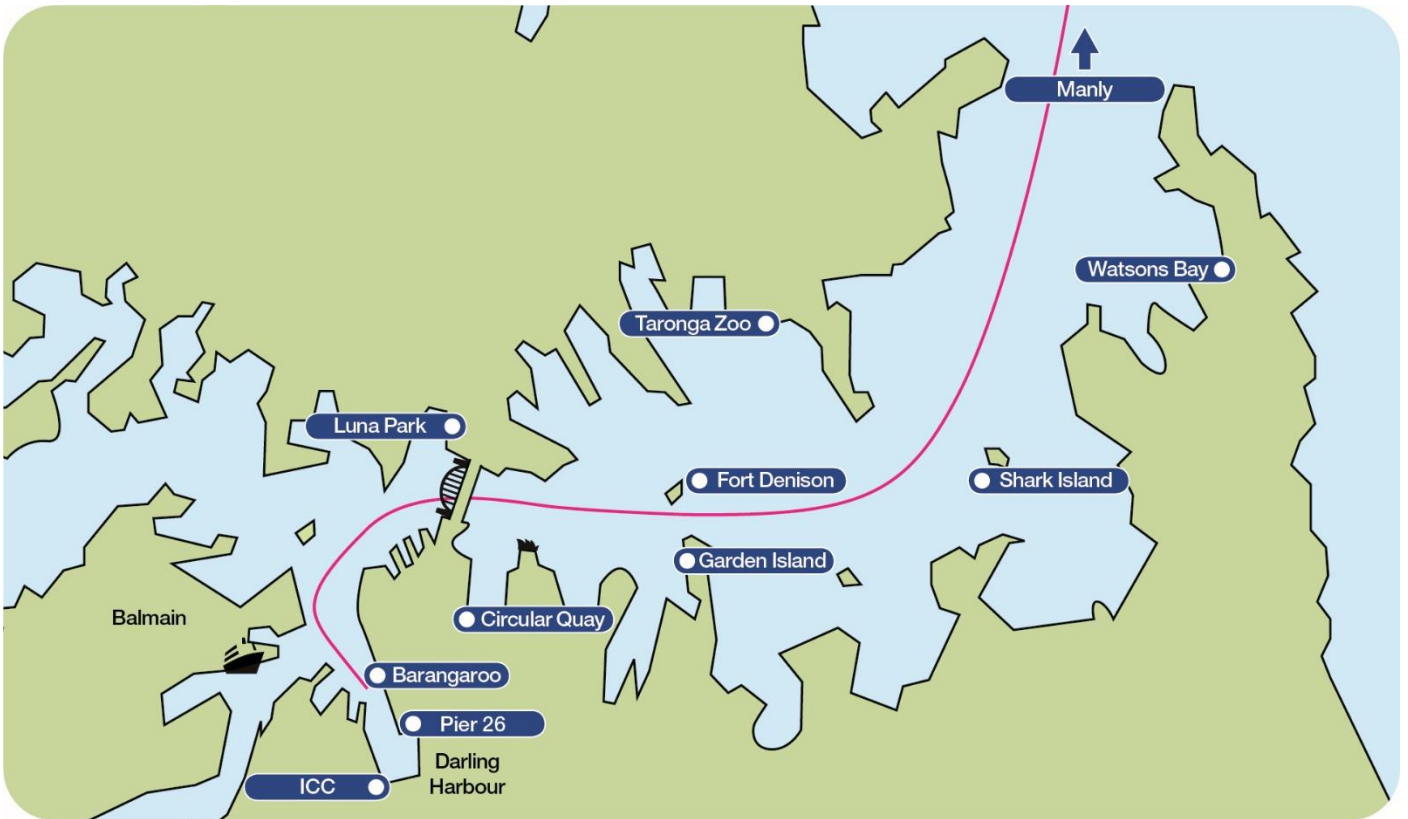 Manly
Watsons Bay
Taronga Zoo
Luna Park
Fort Denison
Shark Island
Garden Island
Balmain
Circular Quay
Barangaroo
Pier 26
Darling
Harbour
ICC